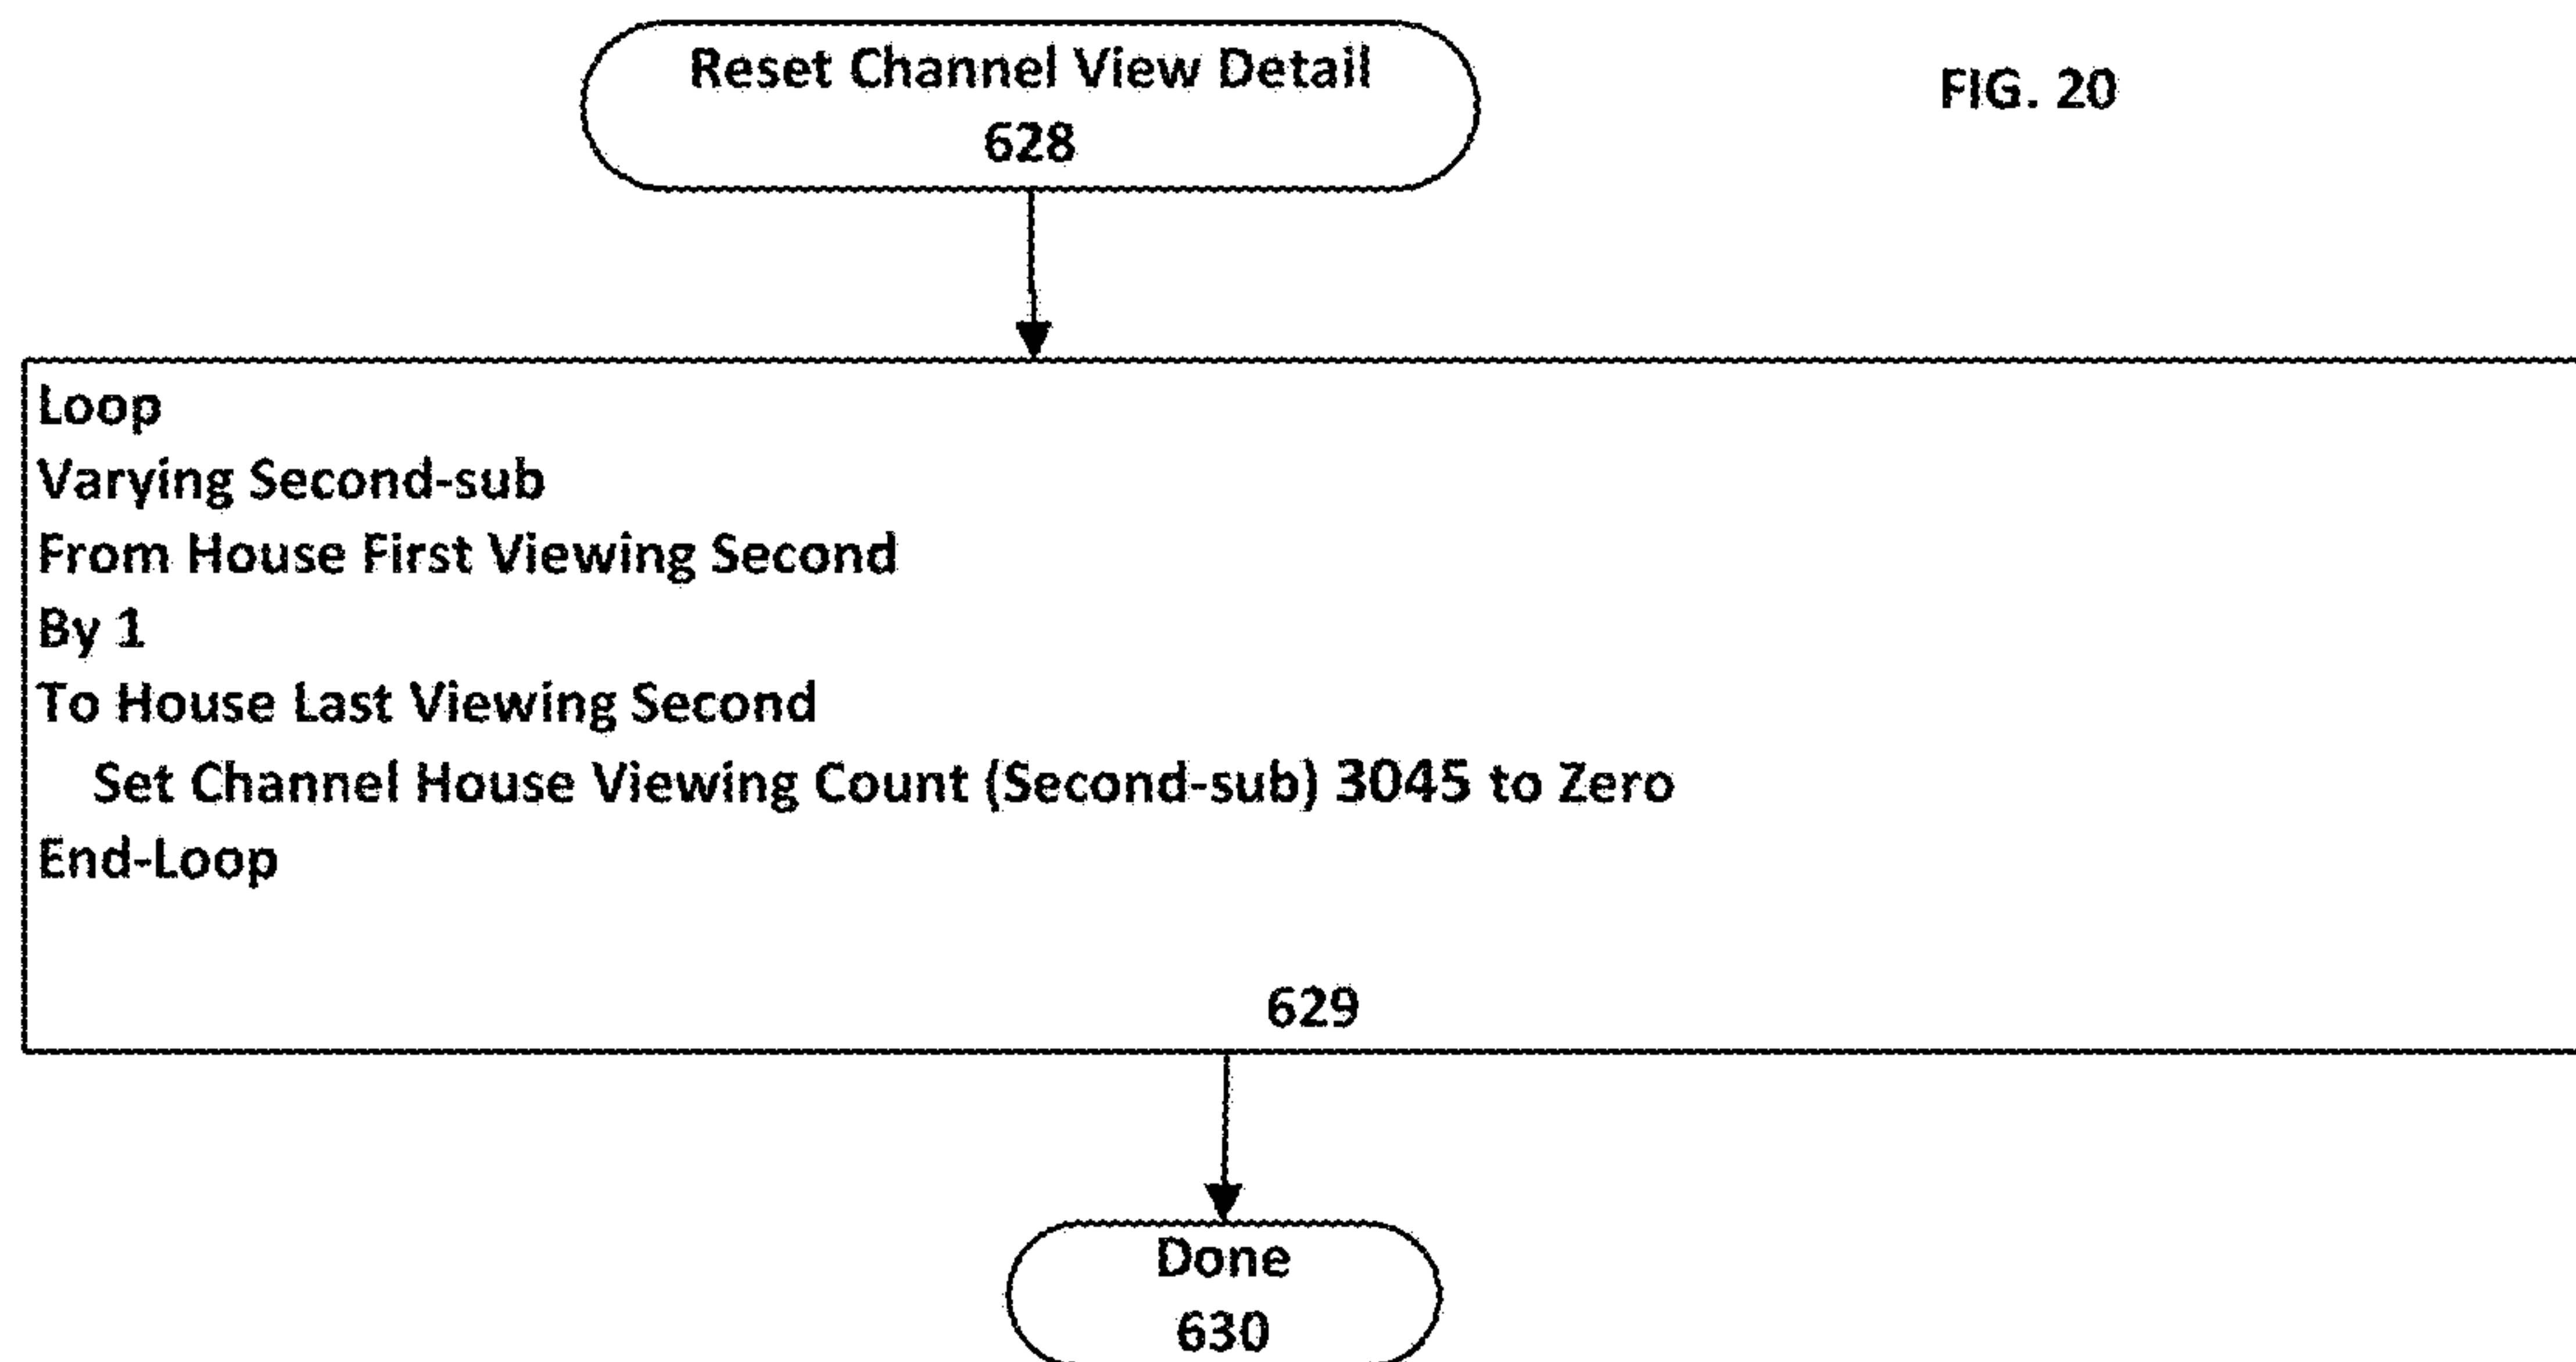 Reset Channel View Detail
628
FIG. 20
Loop
Varying Second-sub
From House First Viewing Second
By 1
To House Last Viewing Second
Set Channel House Viewing Count (Second-sub) 3045 to Zero
End-Loop
629
Done
630